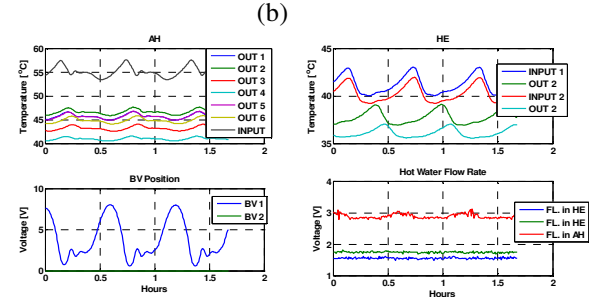 (b)
AH
Temperature [°C]
60
55
50
45
40
0
0.5
1
1.5
2
OUT 1
OUT 2
OUT 3
OUT 4
OUT 5
OUT 6
INPUT
HE
Temperature [°C]
45
40
35
0
0.5
1
1.5
2
INPUT 1
OUT 2
INPUT 2
OUT 2
BV Position
Voltage [V]
10
5
0
0
0.5
1
1.5
2
Hours
BV 1
BV 2
Hot Water Flow Rate
Voltage [V]
4
3
2
1
0
0.5
1
1.5
2
Hours
FL. in HE
FL. in HE
FL. in AH